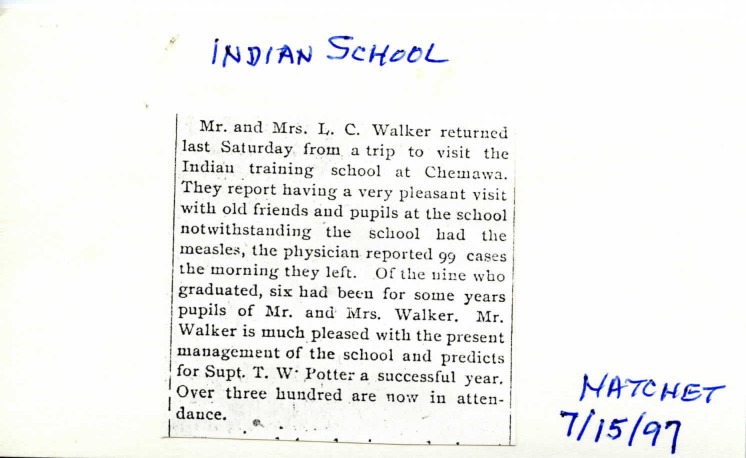 INDIAN SCHOOL
Mr. and Mrs. L. C. Walker returned
last Saturday from a trip to visit the
Indian training school at Chemawa.
They report having a very pleasant visit
with old friends and pupils at the school
notwithstanding the school had the
measles, the physician reported 99 cases
the morning they left. Of the nine who
graduated, six had been for some years
pupils of Mr. and Mrs. Walker. Mr.
Walker is much pleased with the present
management of the school and predicts
for Supt. T. W. Potter a successful year.
Over three hundred are now in atten-
dance.
HATCHET
7/15/97